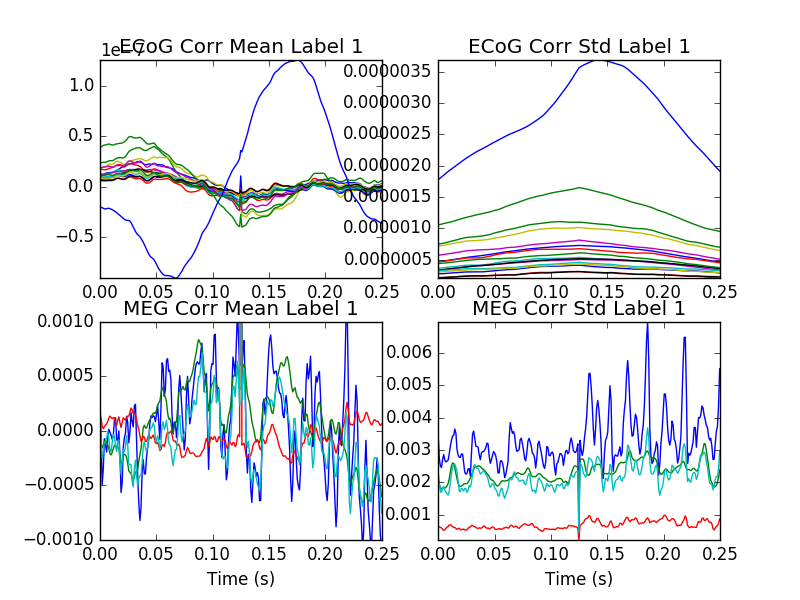 ECoG Corr Mean Label 1
1e−7
1.0
0.5
0.0
−0.5
0.00 0.05 0.10 0.15 0.20 0.25
ECoG Corr Std Label 1
0.0000035
0.0000030
0.0000025
0.0000020
0.0000015
0.0000010
0.0000005
0.00 0.05 0.10 0.15 0.20 0.25
MEG Corr Mean Label 1
0.0010
0.0005
0.0000
−0.0005
−0.0010
0.00 0.05 0.10 0.15 0.20 0.25
Time (s)
MEG Corr Std Label 1
0.006
0.005
0.004
0.003
0.002
0.001
0.00 0.05 0.10 0.15 0.20 0.25
Time (s)